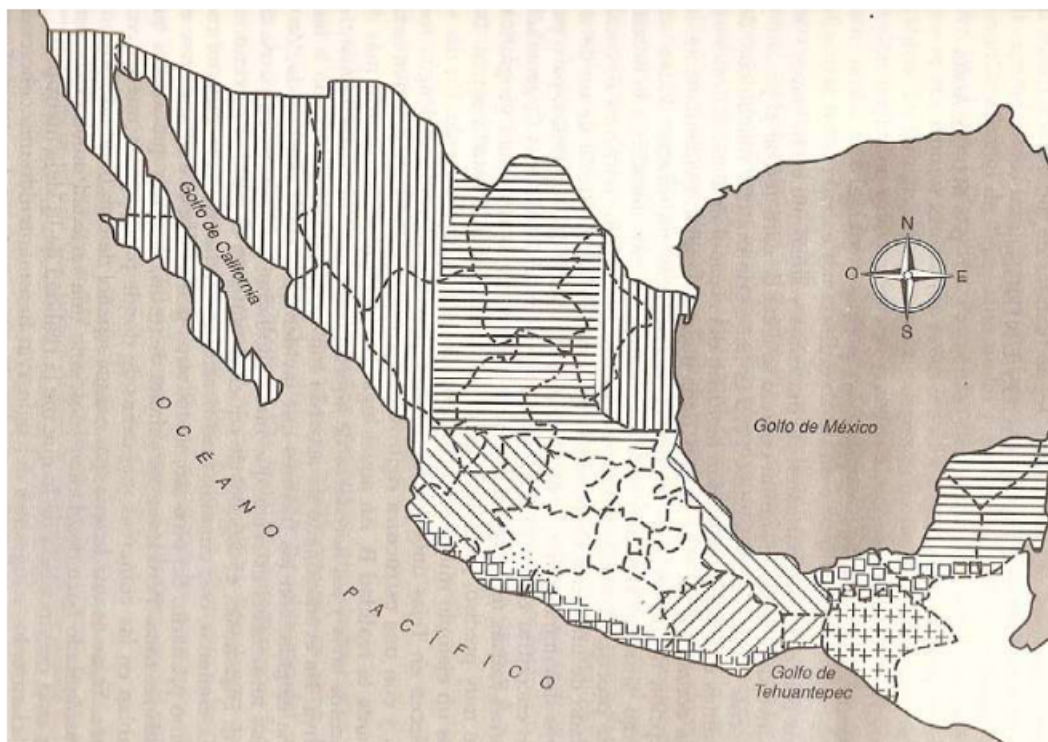 Golfo de California
N
O
E
S
Golfo de México
OCÉANO
PACÍFICO
Golfo de
Tehuantepec